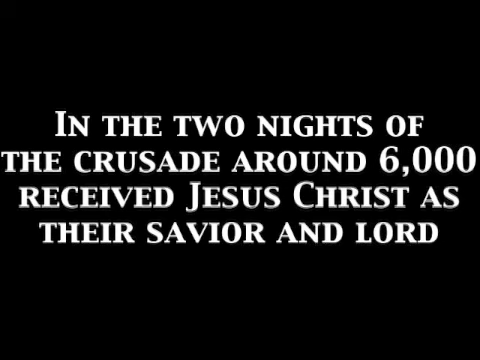 In the two nights of
the crusade around 6,000
received Jesus Christ as
their savior and lord